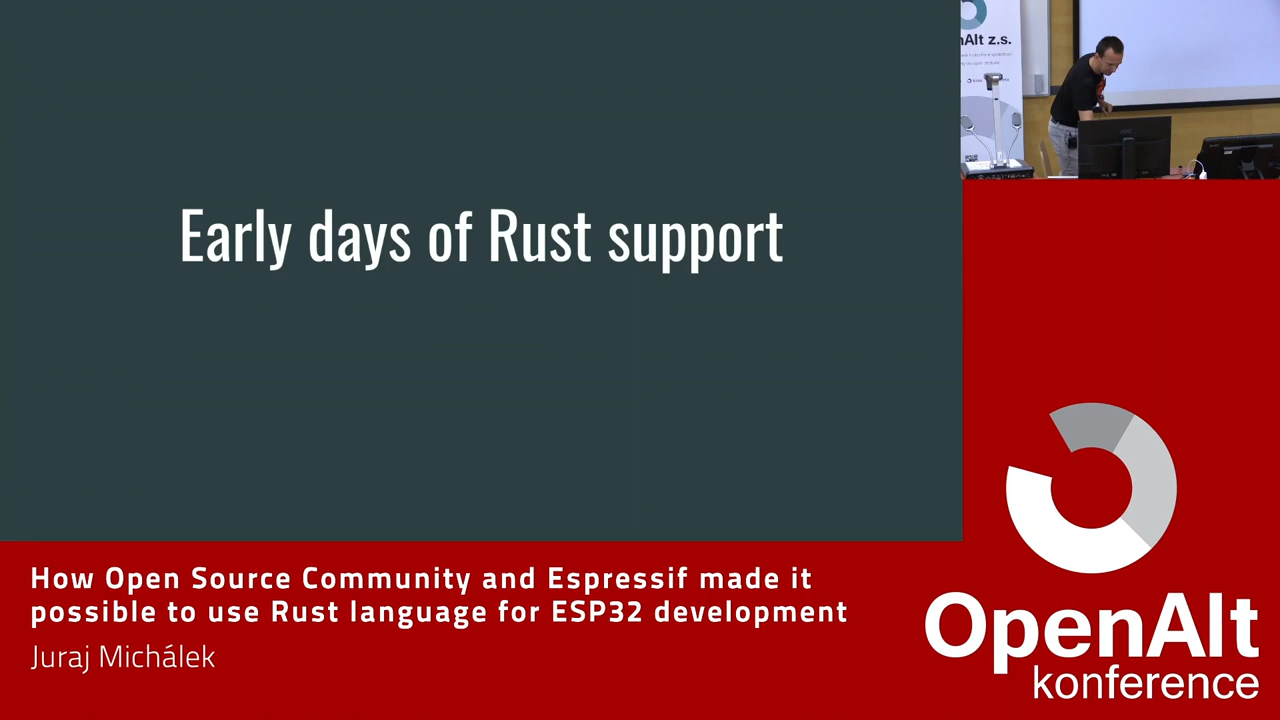 Early days of Rust support
nAlt z.s.
How Open Source Community and Espressif made it
possible to use Rust language for ESP32 development
Juraj Michálek
OpenAlt
konference